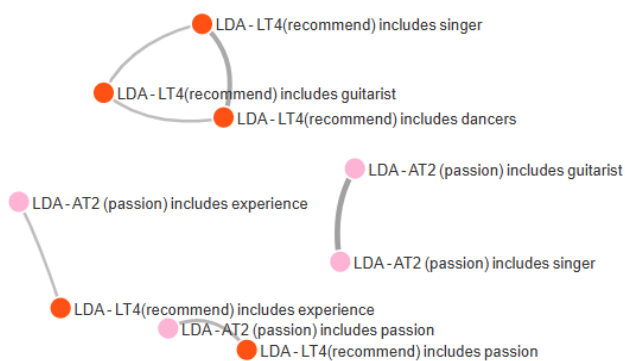 LDA - LT4(recommend) includes singer
LDA - LT4(recommend) includes guitarist
LDA - LT4(recommend) includes dancers
LDA - AT2 (passion) includes guitarist
LDA - AT2 (passion) includes experience
LDA - AT2 (passion) includes singer
LDA - LT4(recommend) includes experience
LDA - AT2 (passion) includes passion
LDA - LT4(recommend) includes passion